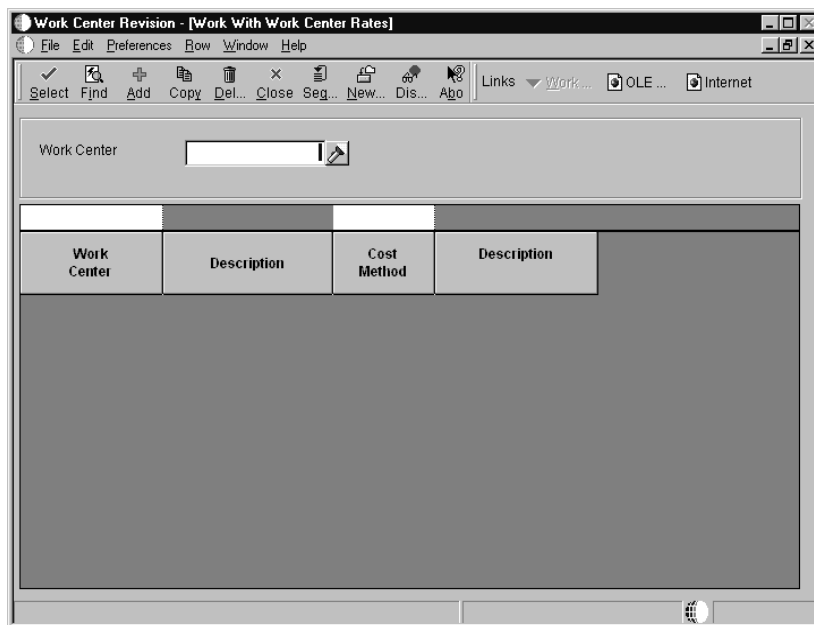 Work Center Revision - [Work With Work Center Rates]
File Edit Preferences Row Window Help
Select Find Add Copy Del... Close Seq... New... Dis... Abo Links Work... OLE ... Internet
Work Center
Work Center Description Cost Method Description